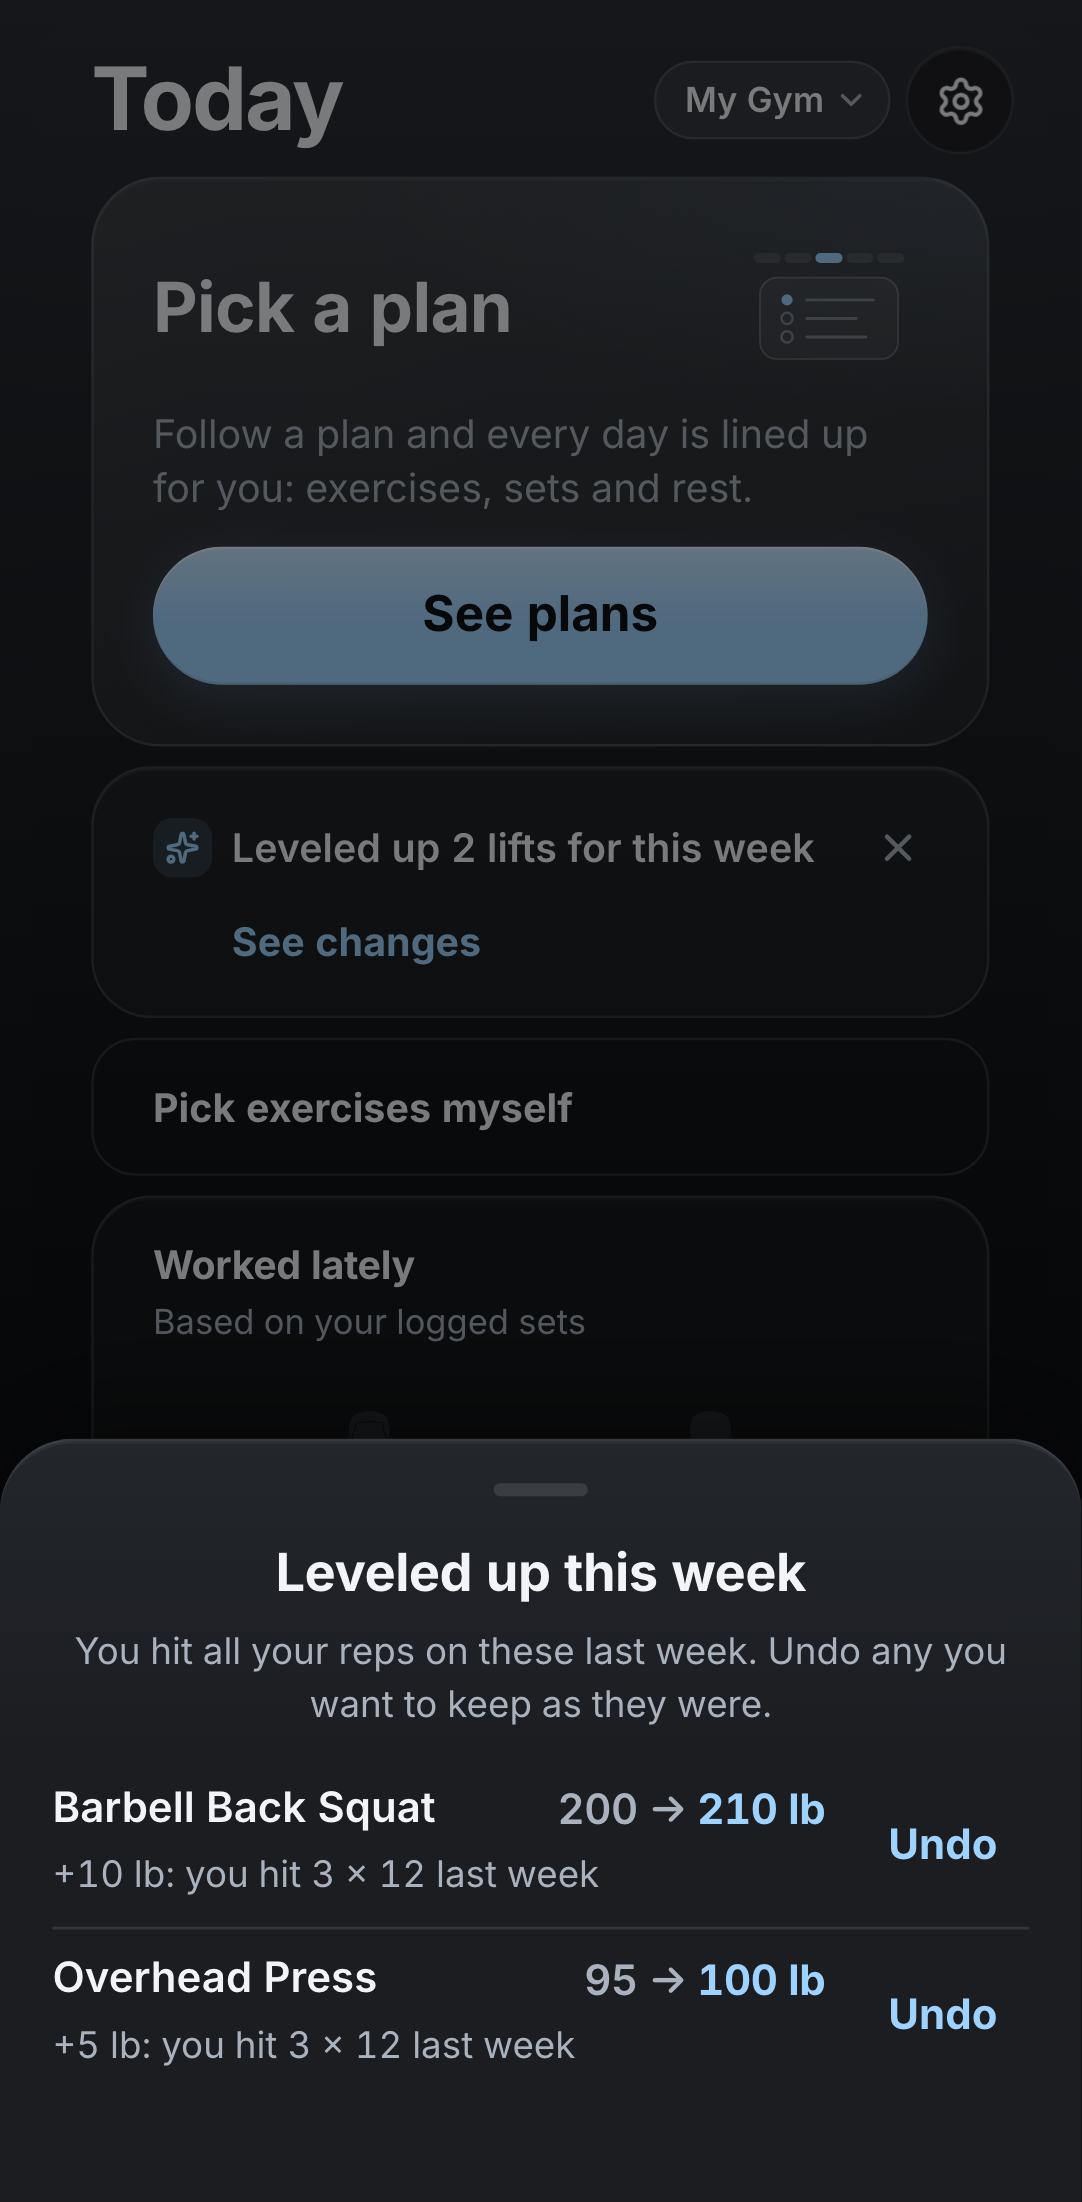 Today
My Gym
Pick a plan
Follow a plan and every day is lined up
for you: exercises, sets and rest.
See plans
Leveled up 2 lifts for this week
See changes
Pick exercises myself
Worked lately
Based on your logged sets
Leveled up this week
You hit all your reps on these last week. Undo any you
want to keep as they were.
Barbell Back Squat 200 → 210 lb
Undo
+10 lb: you hit 3 × 12 last week
Overhead Press 95 → 100 lb
Undo
+5 lb: you hit 3 × 12 last week